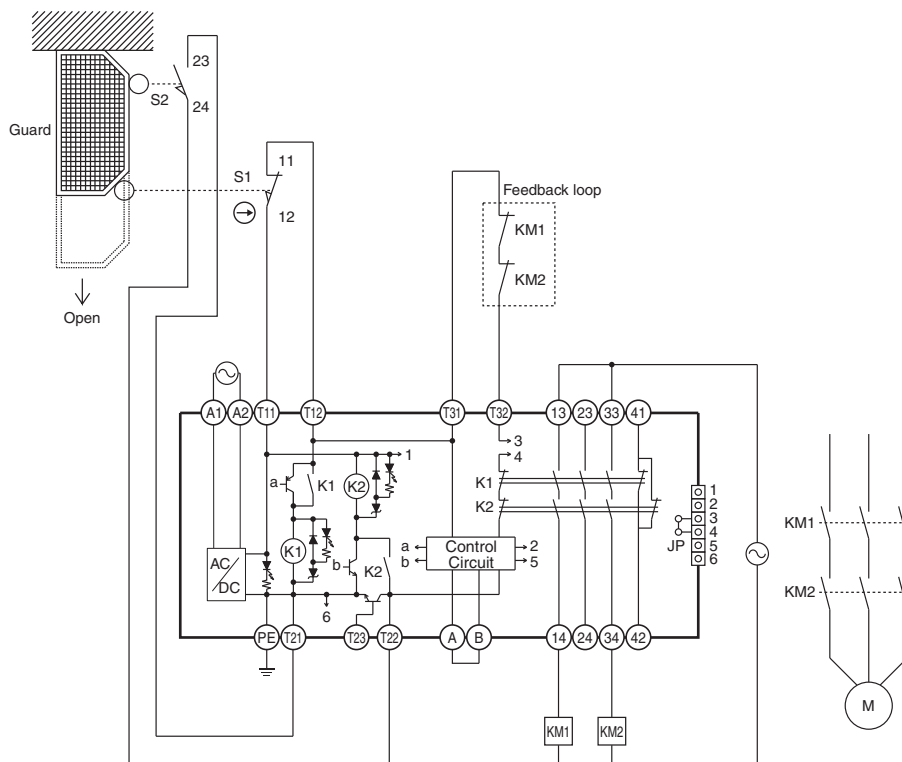 23
24
S2
Guard
S1
11
12
Open
Feedback loop
KM1
KM2
A1 A2 T11 T12 T31 T32 13 23 33 41
1
3
4
a
K1
K2
K1
K2
K1
b
K2
AC/DC
6
a
b
Control
Circuit
2
5
JP
1
2
3
4
5
6
PE T21 T23 T22 A B 14 24 34 42
KM1
KM2
KM1
KM2
M